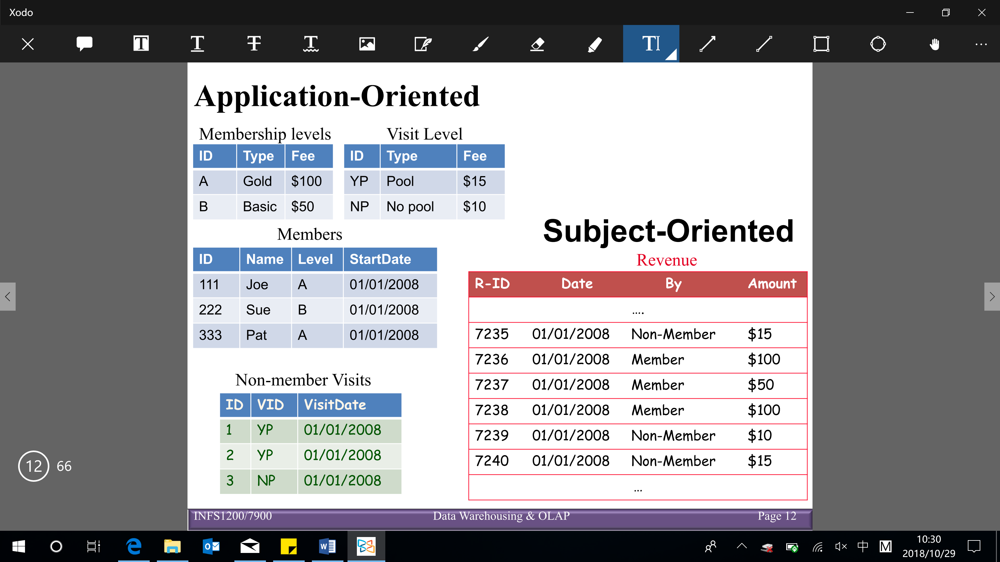 Xodo
Application-Oriented
Membership levels
ID Type Fee
A Gold $100
B Basic $50
Visit Level
ID Type Fee
YP Pool $15
NP No pool $10
Members
ID Name Level StartDate
111 Joe A 01/01/2008
222 Sue B 01/01/2008
333 Pat A 01/01/2008
Non-member Visits
ID VID VisitDate
1 YP 01/01/2008
2 YP 01/01/2008
3 NP 01/01/2008
Subject-Oriented
Revenue
R-ID Date By Amount
....
7235 01/01/2008 Non-Member $15
7236 01/01/2008 Member $100
7237 01/01/2008 Member $50
7238 01/01/2008 Member $100
7239 01/01/2008 Non-Member $10
7240 01/01/2008 Non-Member $15
...
12 66
INFS1200/7900 Data Warehousing & OLAP Page 12
中 M
10:30
2018/10/29